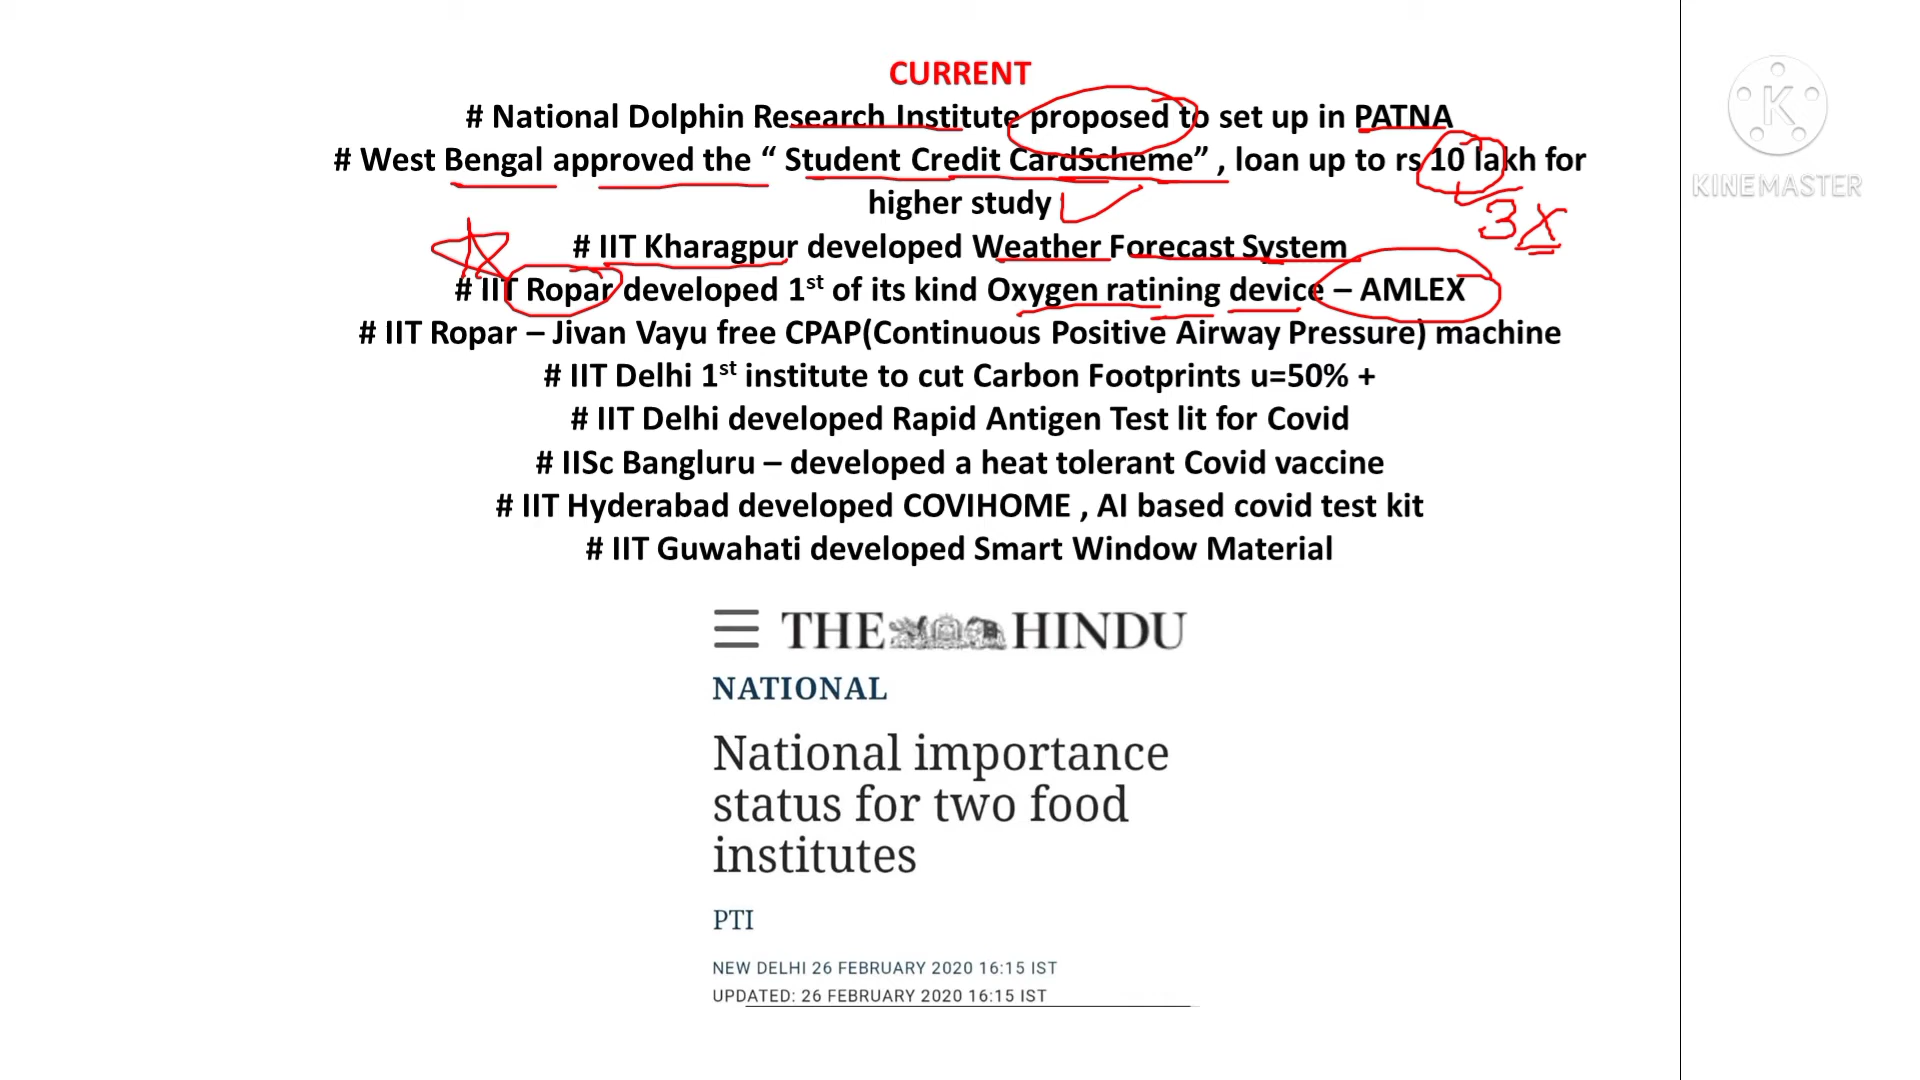 CURRENT
# National Dolphin Research Institute proposed to set up in PATNA
# West Bengal approved the “ Student Credit CardScheme” , loan up to rs 10 lakh for
higher study
3x
# IIT Kharagpur developed Weather Forecast System
# IIT Ropar developed 1st of its kind Oxygen ratining device – AMLEX
# IIT Ropar – Jivan Vayu free CPAP(Continuous Positive Airway Pressure) machine
# IIT Delhi 1st institute to cut Carbon Footprints u=50% +
# IIT Delhi developed Rapid Antigen Test lit for Covid
# IISc Bangluru – developed a heat tolerant Covid vaccine
# IIT Hyderabad developed COVIHOME , AI based covid test kit
# IIT Guwahati developed Smart Window Material
THE HINDU
NATIONAL
National importance
status for two food
institutes
PTI
NEW DELHI 26 FEBRUARY 2020 16:15 IST
UPDATED: 26 FEBRUARY 2020 16:15 IST
K
KINEMASTER